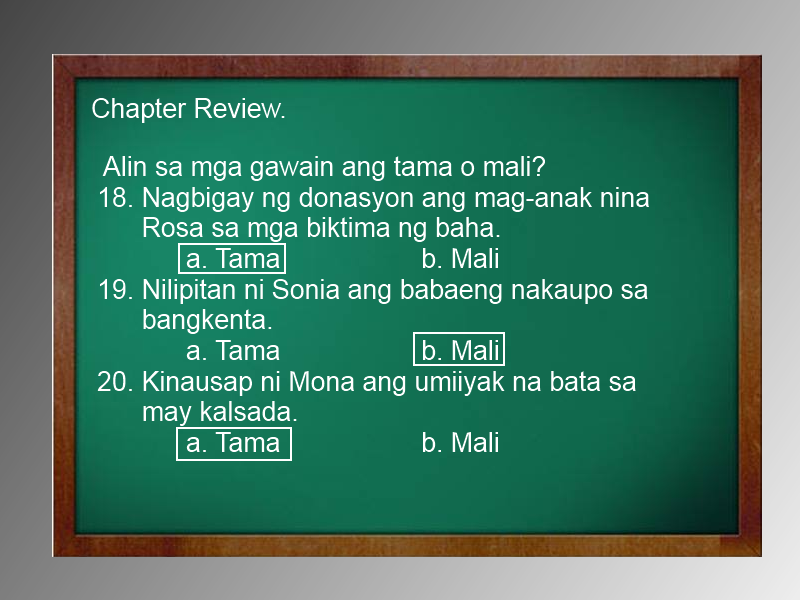 Chapter Review.
Alin sa mga gawain ang tama o mali?
18. Nagbigay ng donasyon ang mag-anak nina
Rosa sa mga biktima ng baha.
a. Tama b. Mali
19. Nilipitan ni Sonia ang babaeng nakaupo sa
bangkenta.
a. Tama b. Mali
20. Kinausap ni Mona ang umiiyak na bata sa
may kalsada.
a. Tama b. Mali